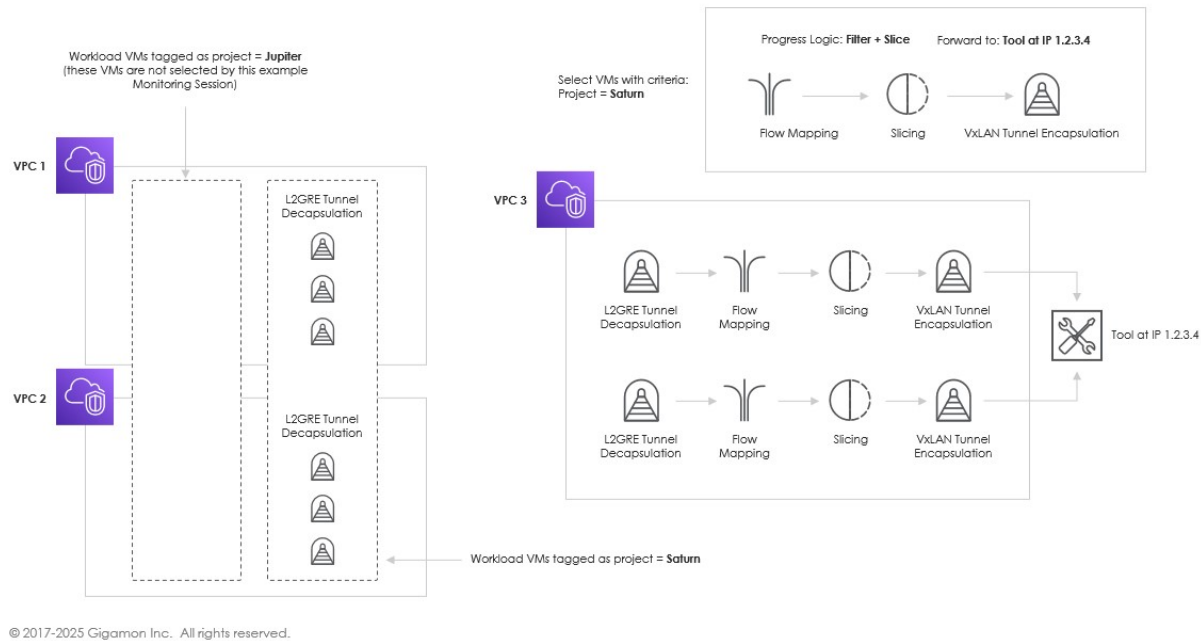 Workload VMs tagged as project = Jupiter
(these VMs are not selected by this example
Monitoring Session)
Progress Logic: Filter + Slice
Forward to: Tool at IP 1.2.3.4
Select VMs with criteria:
Project = Saturn
Flow Mapping
Slicing
VxLAN Tunnel Encapsulation
VPC 1
L2GRE Tunnel
Decapsulation
VPC 2
L2GRE Tunnel
Decapsulation
Workload VMs tagged as project = Saturn
VPC 3
L2GRE Tunnel
Decapsulation
Flow
Mapping
Slicing
VxLAN Tunnel
Encapsulation
Tool at IP 1.2.3.4
L2GRE Tunnel
Decapsulation
Flow
Mapping
Slicing
VxLAN Tunnel
Encapsulation
© 2017-2025 Gigamon Inc. All rights reserved.